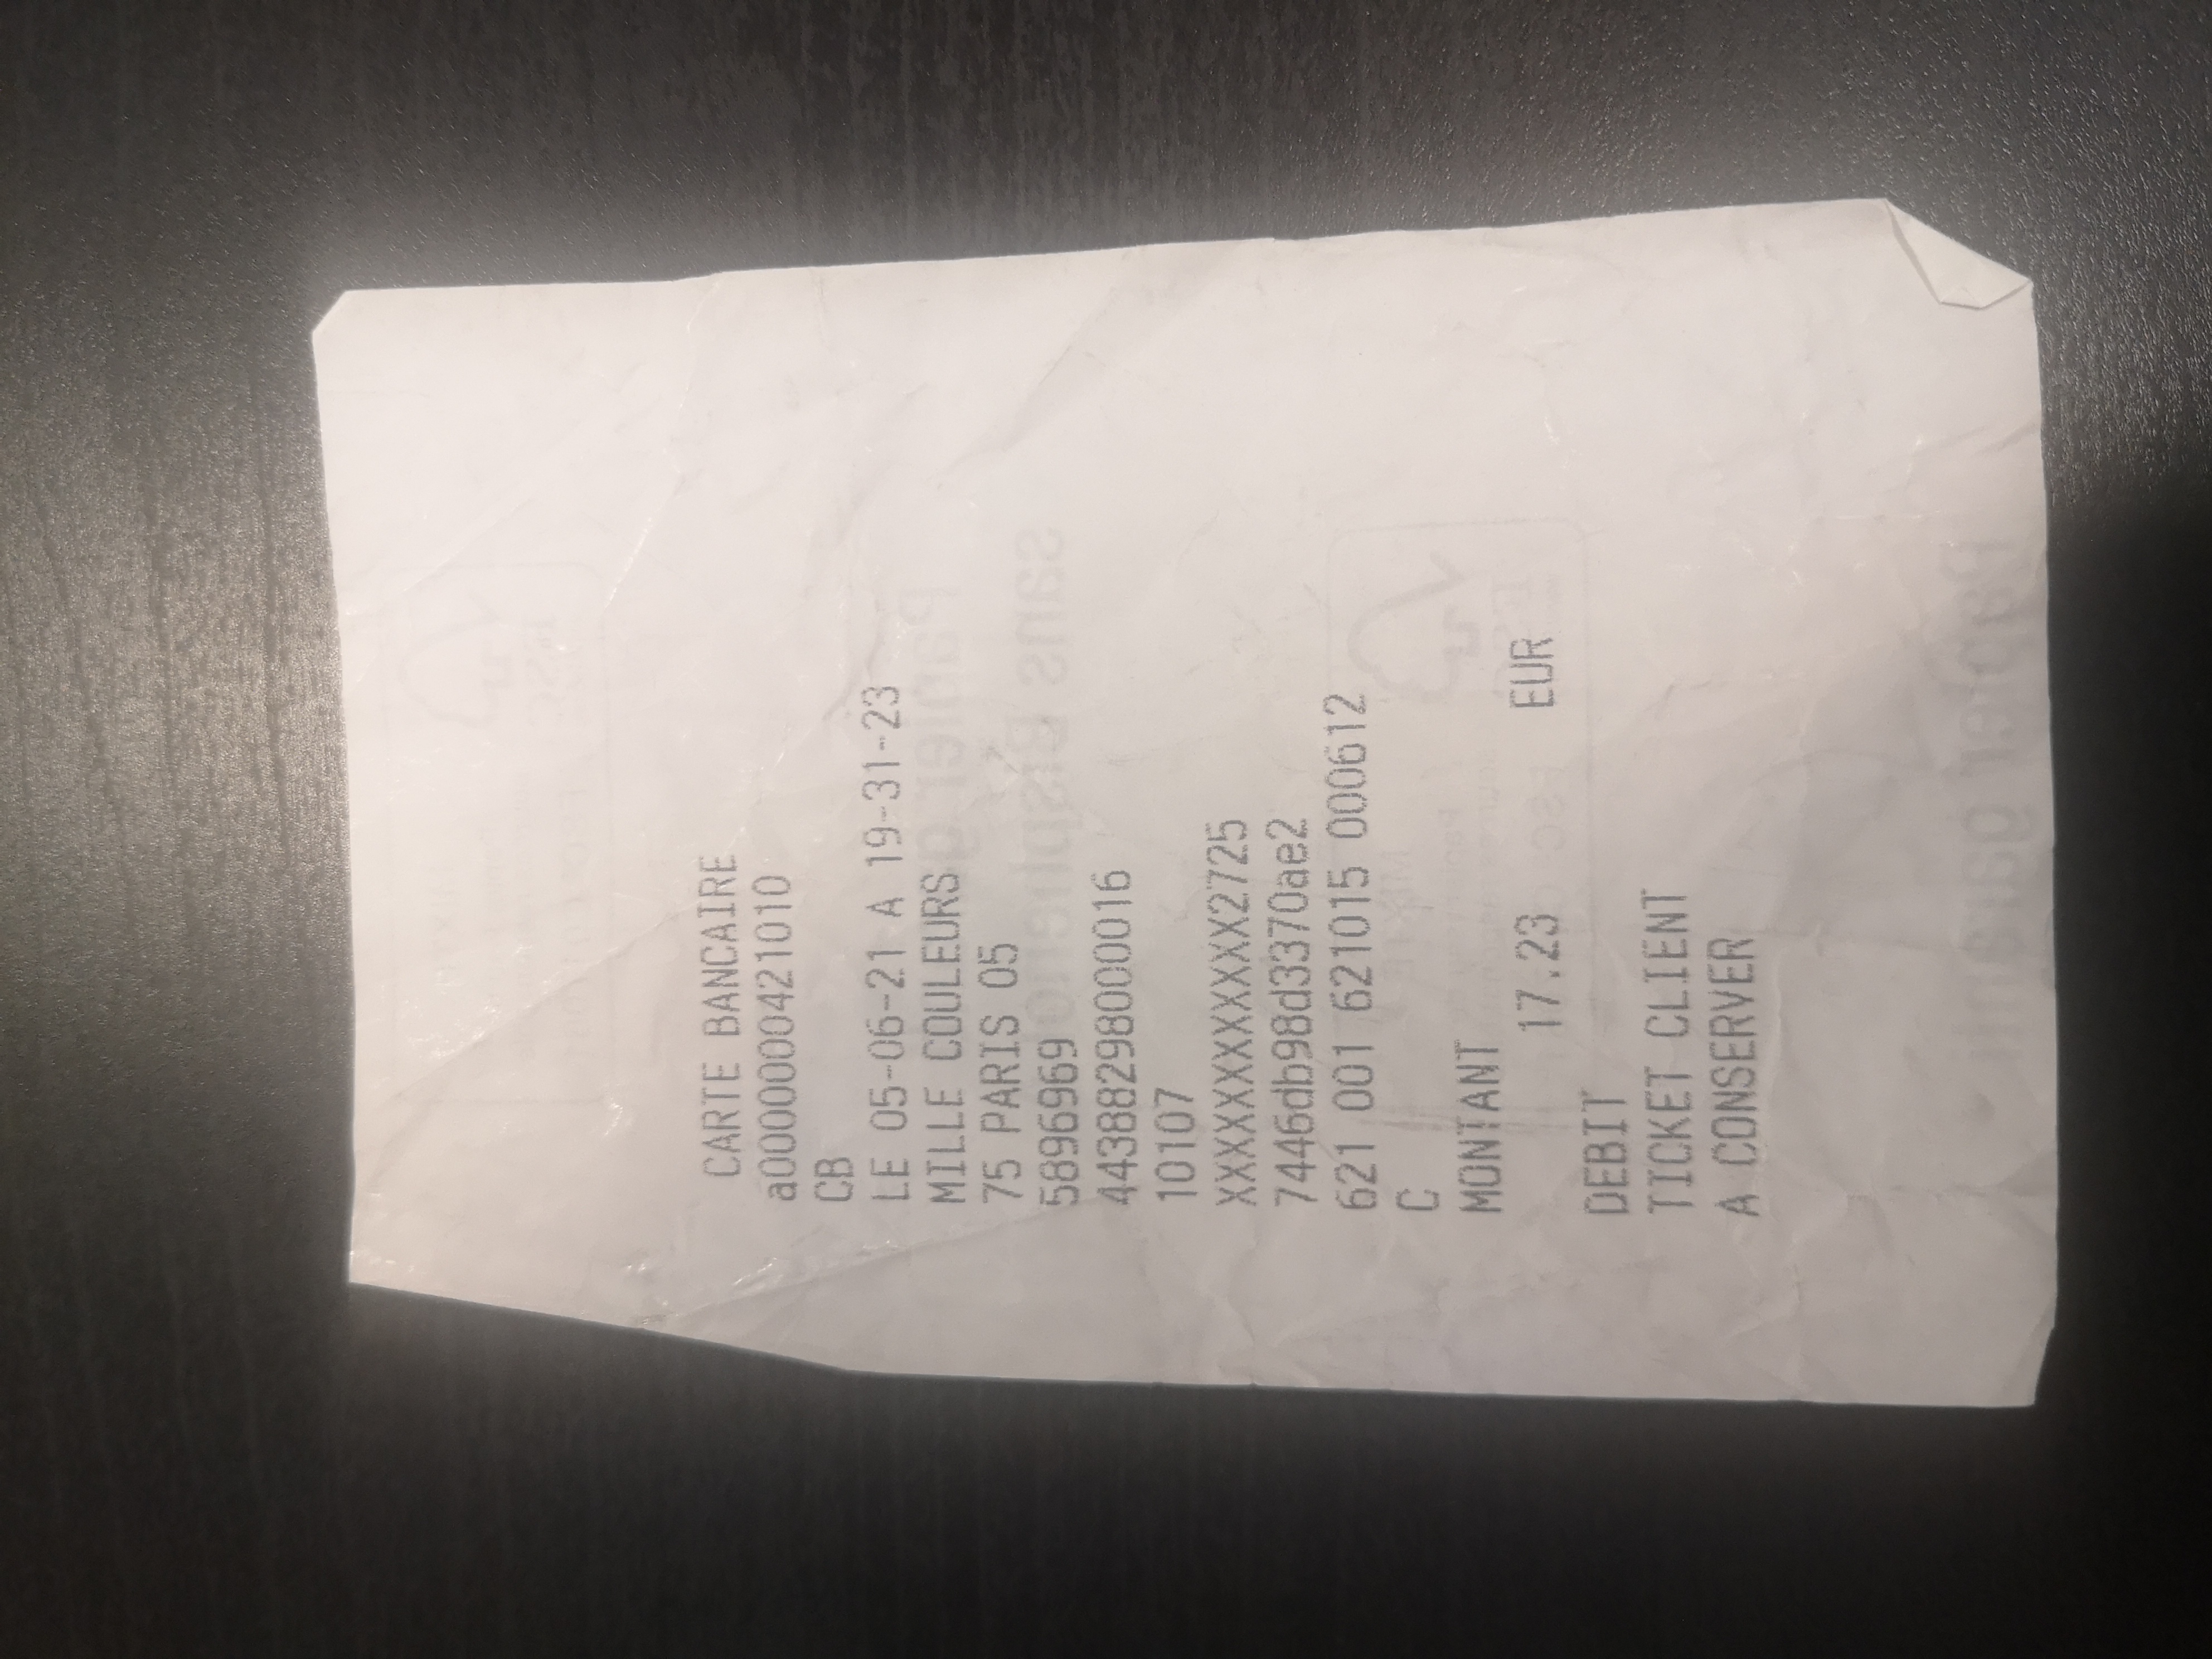 CARTE BANCAIRE
a0000000421010
CB
LE 05-06-21 A 19-31-23
MILLE COULEURS
75 PARIS 05
5896969
44388298000016
10107
XXXXXXXXXXXX2725
7446db98d3370ae2
621 001 621015 000612
C
MONTANT
17.23 EUR
DEBIT
TICKET CLIENT
A CONSERVER